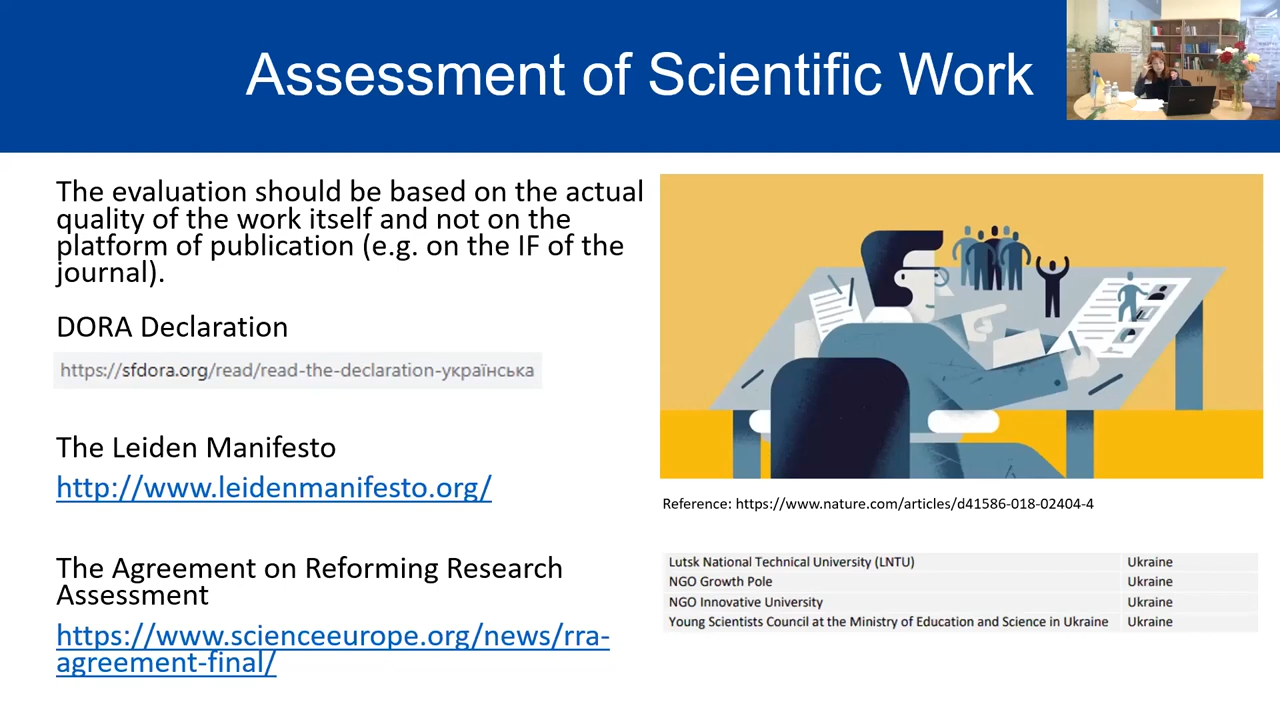 Assessment of Scientific Work
The evaluation should be based on the actual
quality of the work itself and not on the
platform of publication (e.g. on the IF of the
journal).
DORA Declaration
https://sfdora.org/read/read-the-declaration-українська
The Leiden Manifesto
http://www.leidenmanifesto.org/
The Agreement on Reforming Research
Assessment
https://www.scienceeurope.org/news/rra-
agreement-final/
Reference: https://www.nature.com/articles/d41586-018-02404-4
Lutsk National Technical University (LNTU) Ukraine
NGO Growth Pole Ukraine
NGO Innovative University Ukraine
Young Scientists Council at the Ministry of Education and Science in Ukraine Ukraine